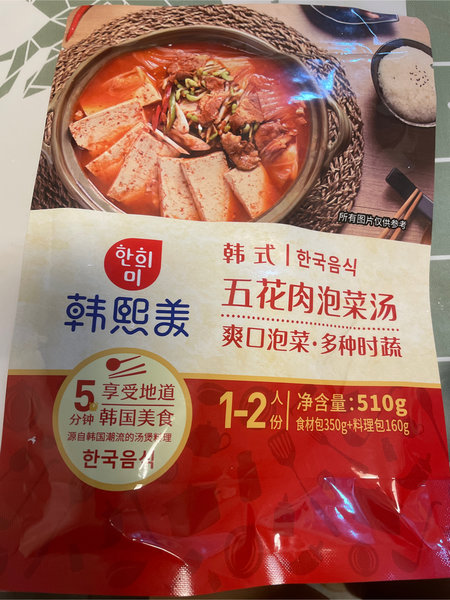 所有图片仅供参考
한희
미
韩熙美
韩式 | 한국음식
五花肉泡菜汤
爽口泡菜·多种时蔬
5分钟
享受地道
韩国美食
源自韩国潮流的汤煲料理
한국음식
1-2人份
净含量:510g
食材包350g+料理包160g